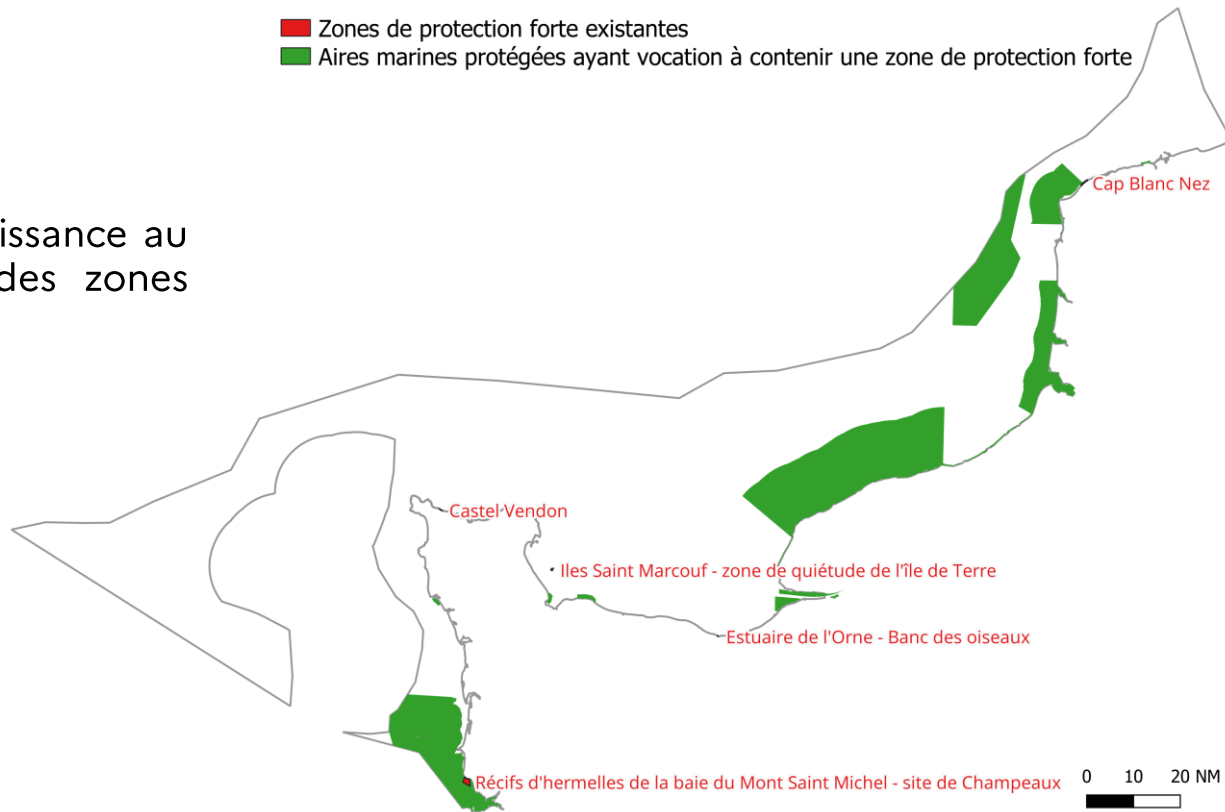 Zones de protection forte existantes
Aires marines protégées ayant vocation à contenir une zone de protection forte
Cap Blanc Nez
issance au
des zones
Castel Vendon
Iles Saint Marcouf - zone de quiétude de l'île de Terre
Estuaire de l'Orne - Banc des oiseaux
Récifs d'hermelles de la baie du Mont Saint Michel - site de Champeaux
0 10 20 NM